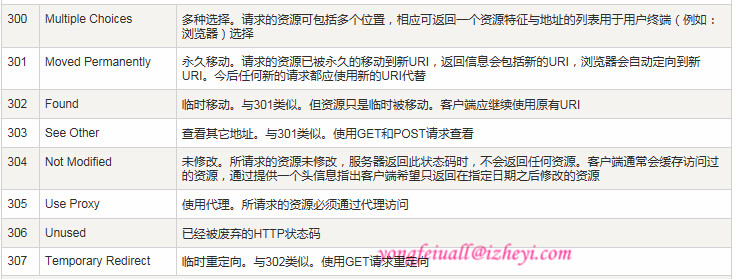 300 Multiple Choices 多种选择。请求的资源可包括多个位置，相应可返回一个资源特征与地址的列表用于用户终端（例如：
浏览器）选择
301 Moved Permanently 永久移动。请求的资源已被永久的移动到新URI，返回信息会包括新的URI，浏览器会自动定向到新
URI。今后任何新的请求都应使用新的URI代替
302 Found 临时移动。与301类似。但资源只是临时被移动。客户端应继续使用原有URI
303 See Other 查看其它地址。与301类似。使用GET和POST请求查看
304 Not Modified 未修改。所请求的资源未修改，服务器返回此状态码时，不会返回任何资源。客户端通常会缓存访问过
的资源，通过提供一个头信息指出客户端希望只返回在指定日期之后修改的资源
305 Use Proxy 使用代理。所请求的资源必须通过代理访问
306 Unused 已经被废弃的HTTP状态码
yongfeiuall@izheyi.com
307 Temporary Redirect 临时重定向。与302类似。使用GET请求重定向